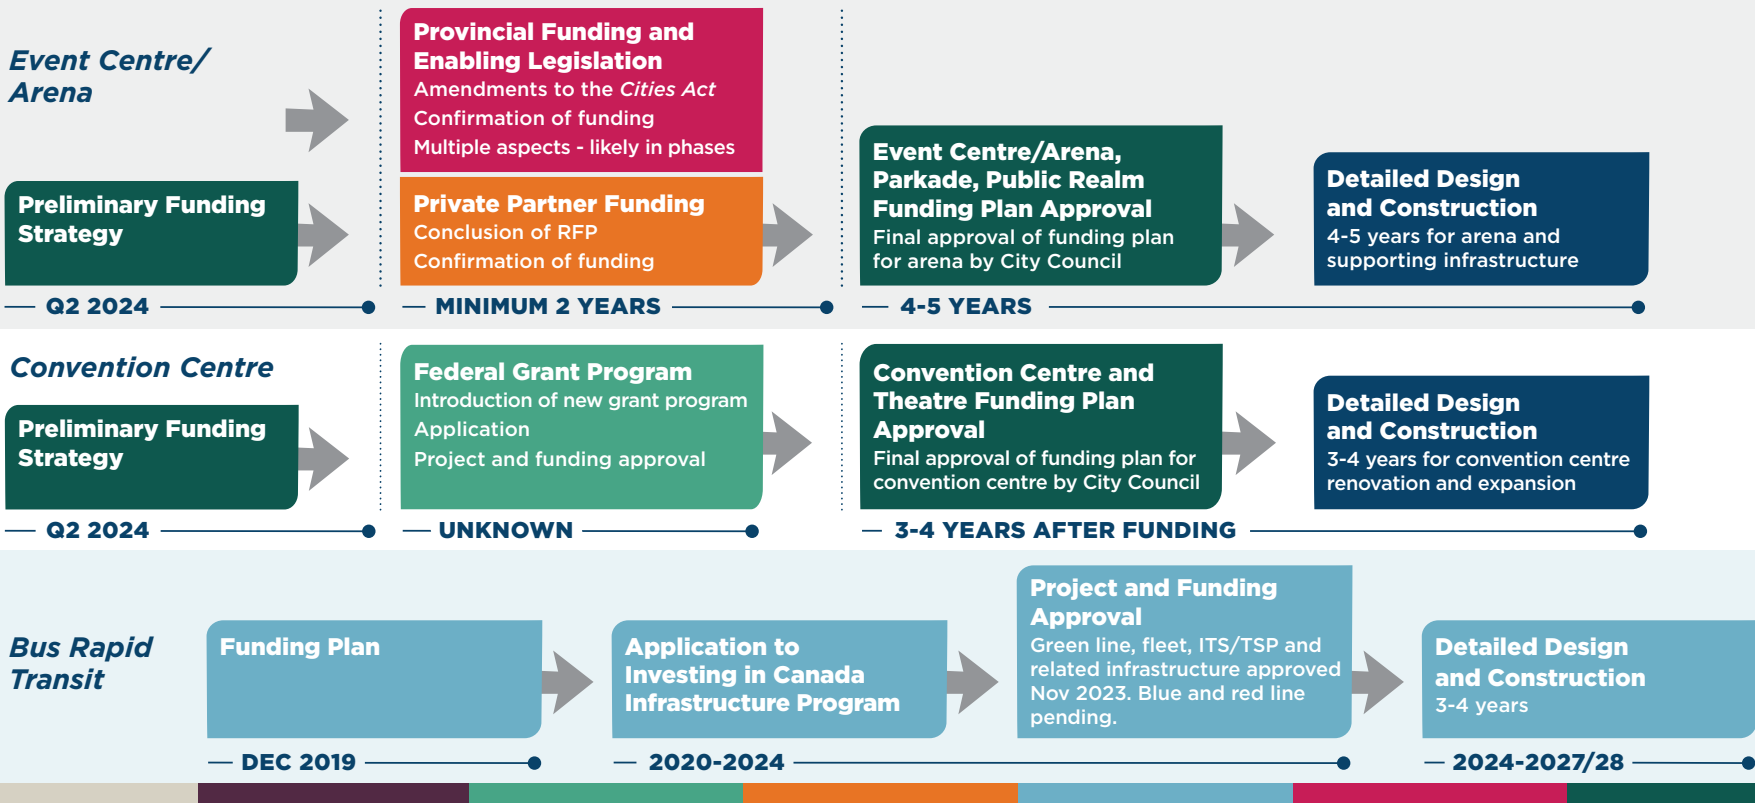 Event Centre/
Arena
Preliminary Funding
Strategy
Q2 2024
Provincial Funding and
Enabling Legislation
Amendments to the Cities Act
Confirmation of funding
Multiple aspects - likely in phases
Private Partner Funding
Conclusion of RFP
Confirmation of funding
MINIMUM 2 YEARS
Event Centre/Arena,
Parkade, Public Realm
Funding Plan Approval
Final approval of funding plan
for arena by City Council
Detailed Design
and Construction
4-5 years for arena and
supporting infrastructure
4-5 YEARS
Convention Centre
Preliminary Funding
Strategy
Q2 2024
Federal Grant Program
Introduction of new grant program
Application
Project and funding approval
UNKNOWN
Convention Centre and
Theatre Funding Plan
Approval
Final approval of funding plan for
convention centre by City Council
Detailed Design
and Construction
3-4 years for convention centre
renovation and expansion
3-4 YEARS AFTER FUNDING
Bus Rapid
Transit
Funding Plan
DEC 2019
Application to
Investing in Canada
Infrastructure Program
Project and Funding
Approval
Green line, fleet, ITS/TSP and
related infrastructure approved
Nov 2023. Blue and red line
pending.
2020-2024
Detailed Design
and Construction
3-4 years
2024-2027/28